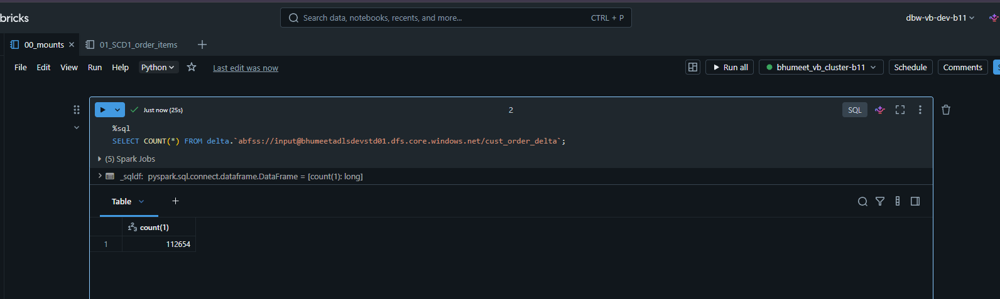 bricks
Search data, notebooks, recents, and more...
CTRL + P
dbw-vb-dev-b11
00_mounts
01_SCD1_order_items
File Edit View Run Help Python
Last edit was now
Run all
bhumeet_vb_cluster-b11
Schedule
Comments
Just now (25s)
2
SQL
%sql
SELECT COUNT(*) FROM delta.`abfss://input@bhumeetadlsdevstd01.dfs.core.windows.net/cust_order_delta`;
(5) Spark Jobs
_sqldf: pyspark.sql.connect.dataframe.DataFrame = [count(1): long]
Table
123 count(1)
1 112654